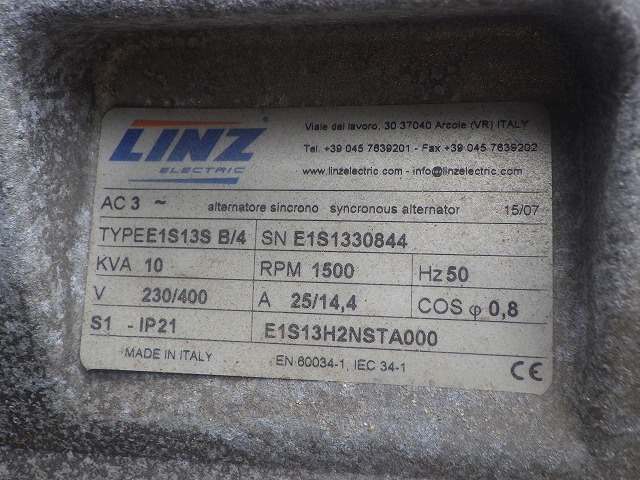 LINZ ®
ELECTRIC
Viale del lavoro, 30 37040 Arcole (VR) ITALY
Tel. +39 045 7639201 - Fax +39 045 7639202
www.linzelectric.com - info@linzelectric.com
AC 3 ~ alternatore sincrono syncronous alternator 15/07
TYPE E1S13S B/4 SN E1S1330844
KVA 10 RPM 1500 Hz 50
V 230/400 A 25/14,4 COS φ 0,8
S1 - IP21 E1S13H2NSTA000
MADE IN ITALY EN 60034-1, IEC 34-1 CE